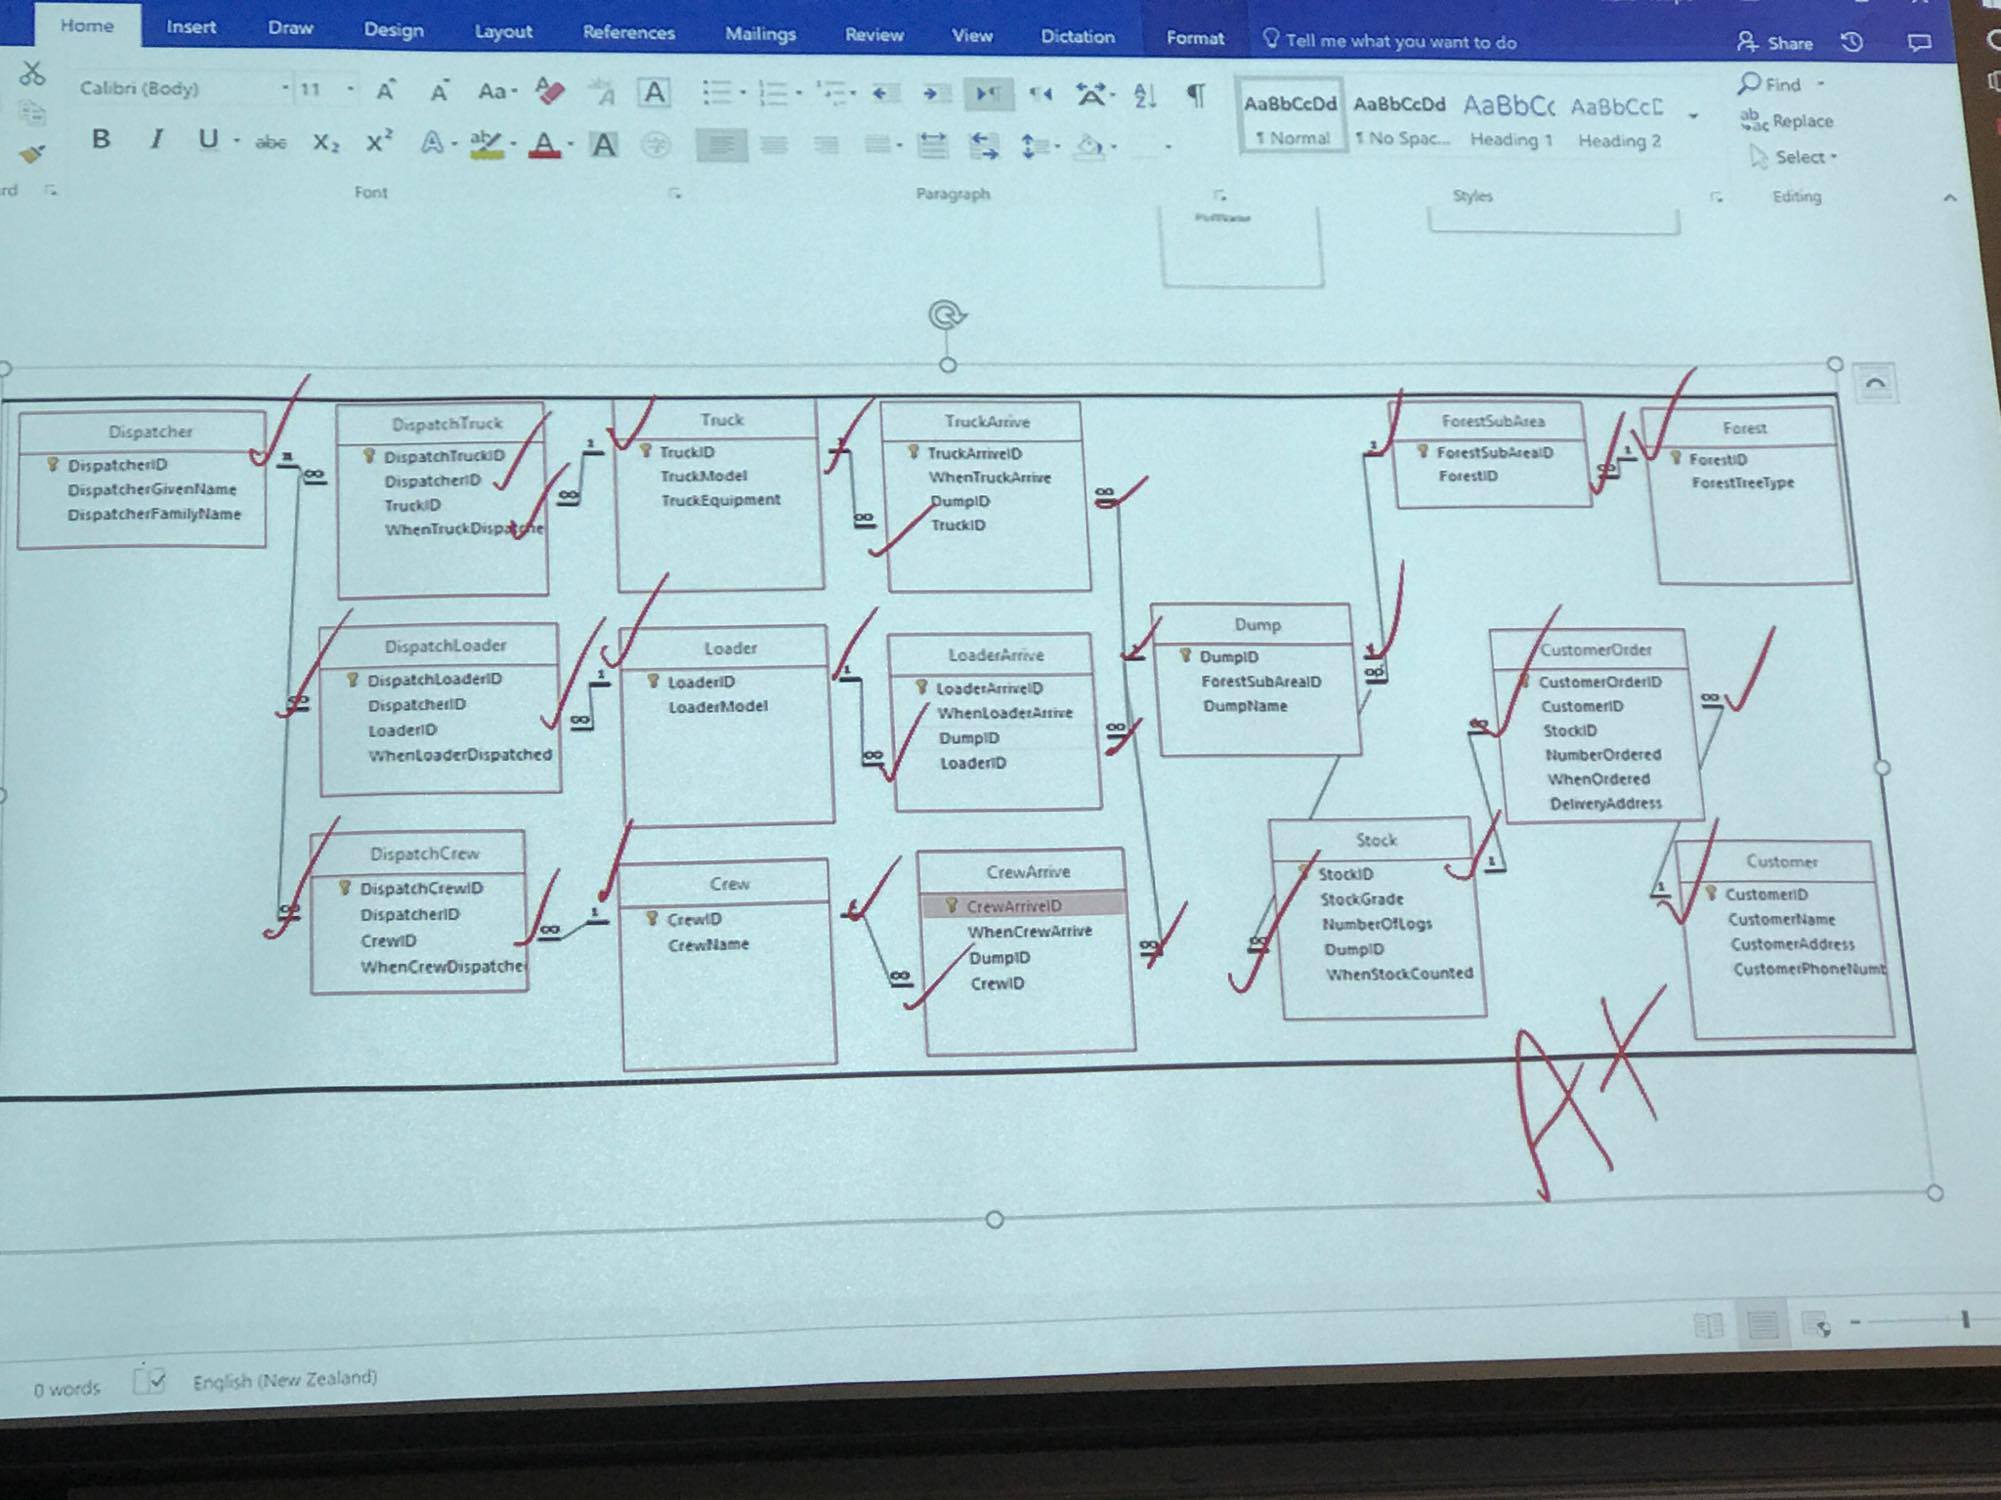 Home Insert Draw Design Layout References Mailings Review View Dictation Format Tell me what you want to do Share
Calibri (Body) 11 A A Aa A A
AaBbCcDd AaBbCcDd AaBbCc AaBbCcC
¶ Normal ¶ No Spac... Heading 1 Heading 2
Find
Replace
Select
B I U abc X₂ X² A ab A A
rd Font Paragraph Styles Editing
Dispatcher
DispatcherID
DispatcherGivenName
DispatcherFamilyName
DispatchTruck
DispatchTruckID
DispatcherID
TruckID
WhenTruckDispatche
Truck
TruckID
TruckModel
TruckEquipment
TruckArrive
TruckArriveID
WhenTruckArrive
DumpID
TruckID
ForestSubArea
ForestSubAreaID
ForestID
Forest
ForestID
ForestTreeType
DispatchLoader
DispatchLoaderID
DispatcherID
LoaderID
WhenLoaderDispatched
Loader
LoaderID
LoaderModel
LoaderArrive
LoaderArriveID
WhenLoaderArrive
DumpID
LoaderID
Dump
DumpID
ForestSubAreaID
DumpName
CustomerOrder
CustomerOrderID
CustomerID
StockID
NumberOrdered
WhenOrdered
DeliveryAddress
DispatchCrew
DispatchCrewID
DispatcherID
CrewID
WhenCrewDispatche
Crew
CrewID
CrewName
CrewArrive
CrewArriveID
WhenCrewArrive
DumpID
CrewID
Stock
StockID
StockGrade
NumberOfLogs
DumpID
WhenStockCounted
Customer
CustomerID
CustomerName
CustomerAddress
CustomerPhoneNumb
0 words English (New Zealand)